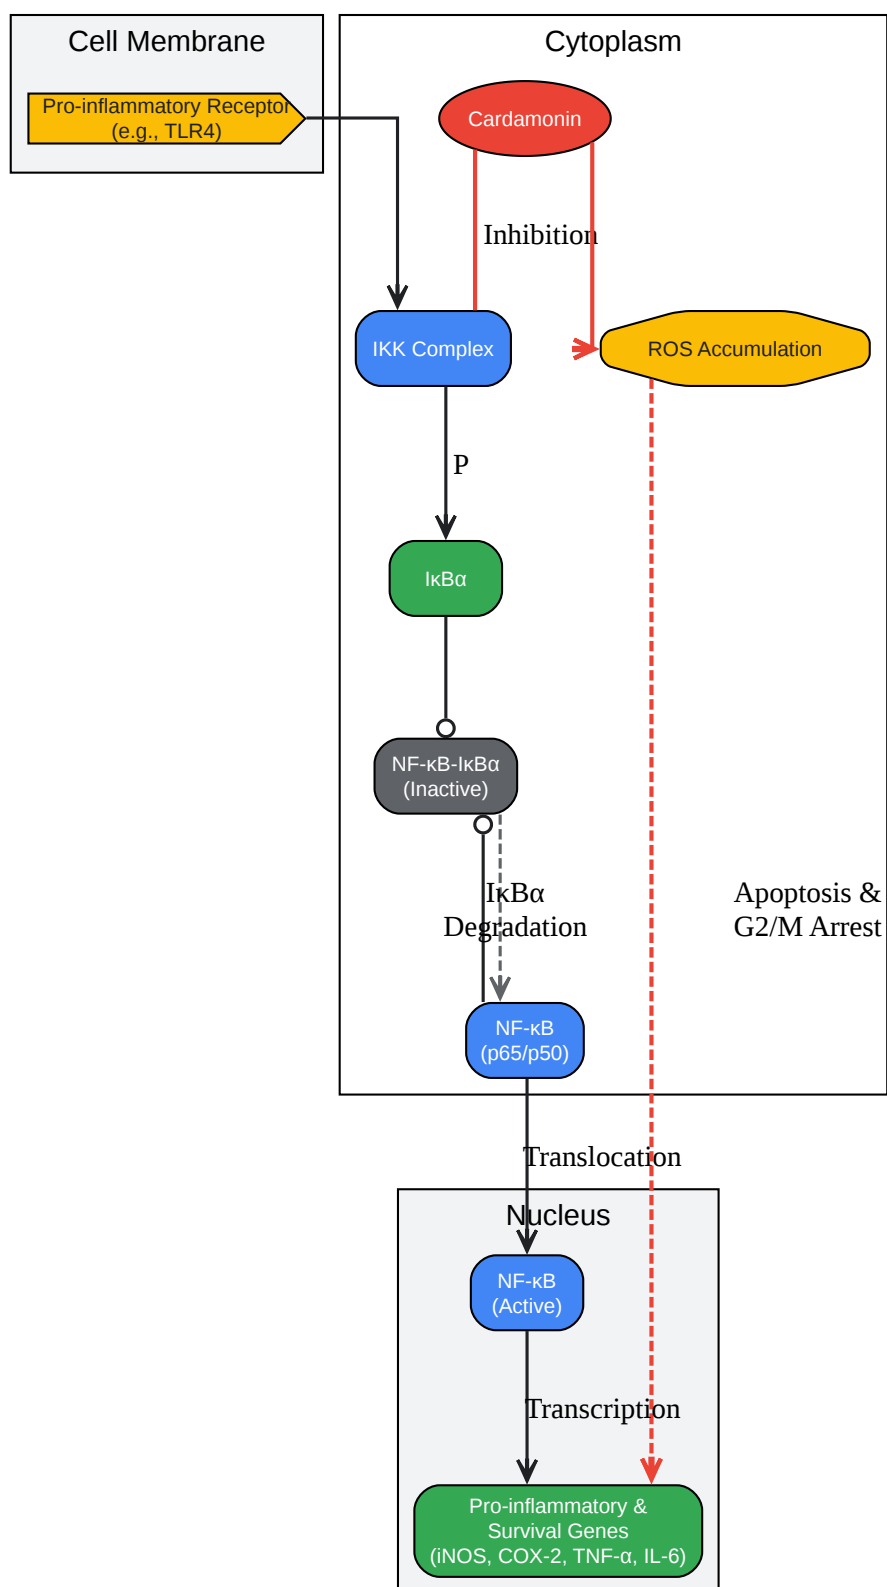 Cell Membrane
Cytoplasm
Pro-inflammatory Receptor
(e.g., TLR4)
Cardamonin
Inhibition
IKK Complex
ROS Accumulation
P
IκBα
NF-κB-IκBα
(Inactive)
IκBα
Degradation
Apoptosis &
G2/M Arrest
NF-κB
(p65/p50)
Translocation
Nucleus
NF-κB
(Active)
Transcription
Pro-inflammatory &
Survival Genes
(iNOS, COX-2, TNF-α, IL-6)